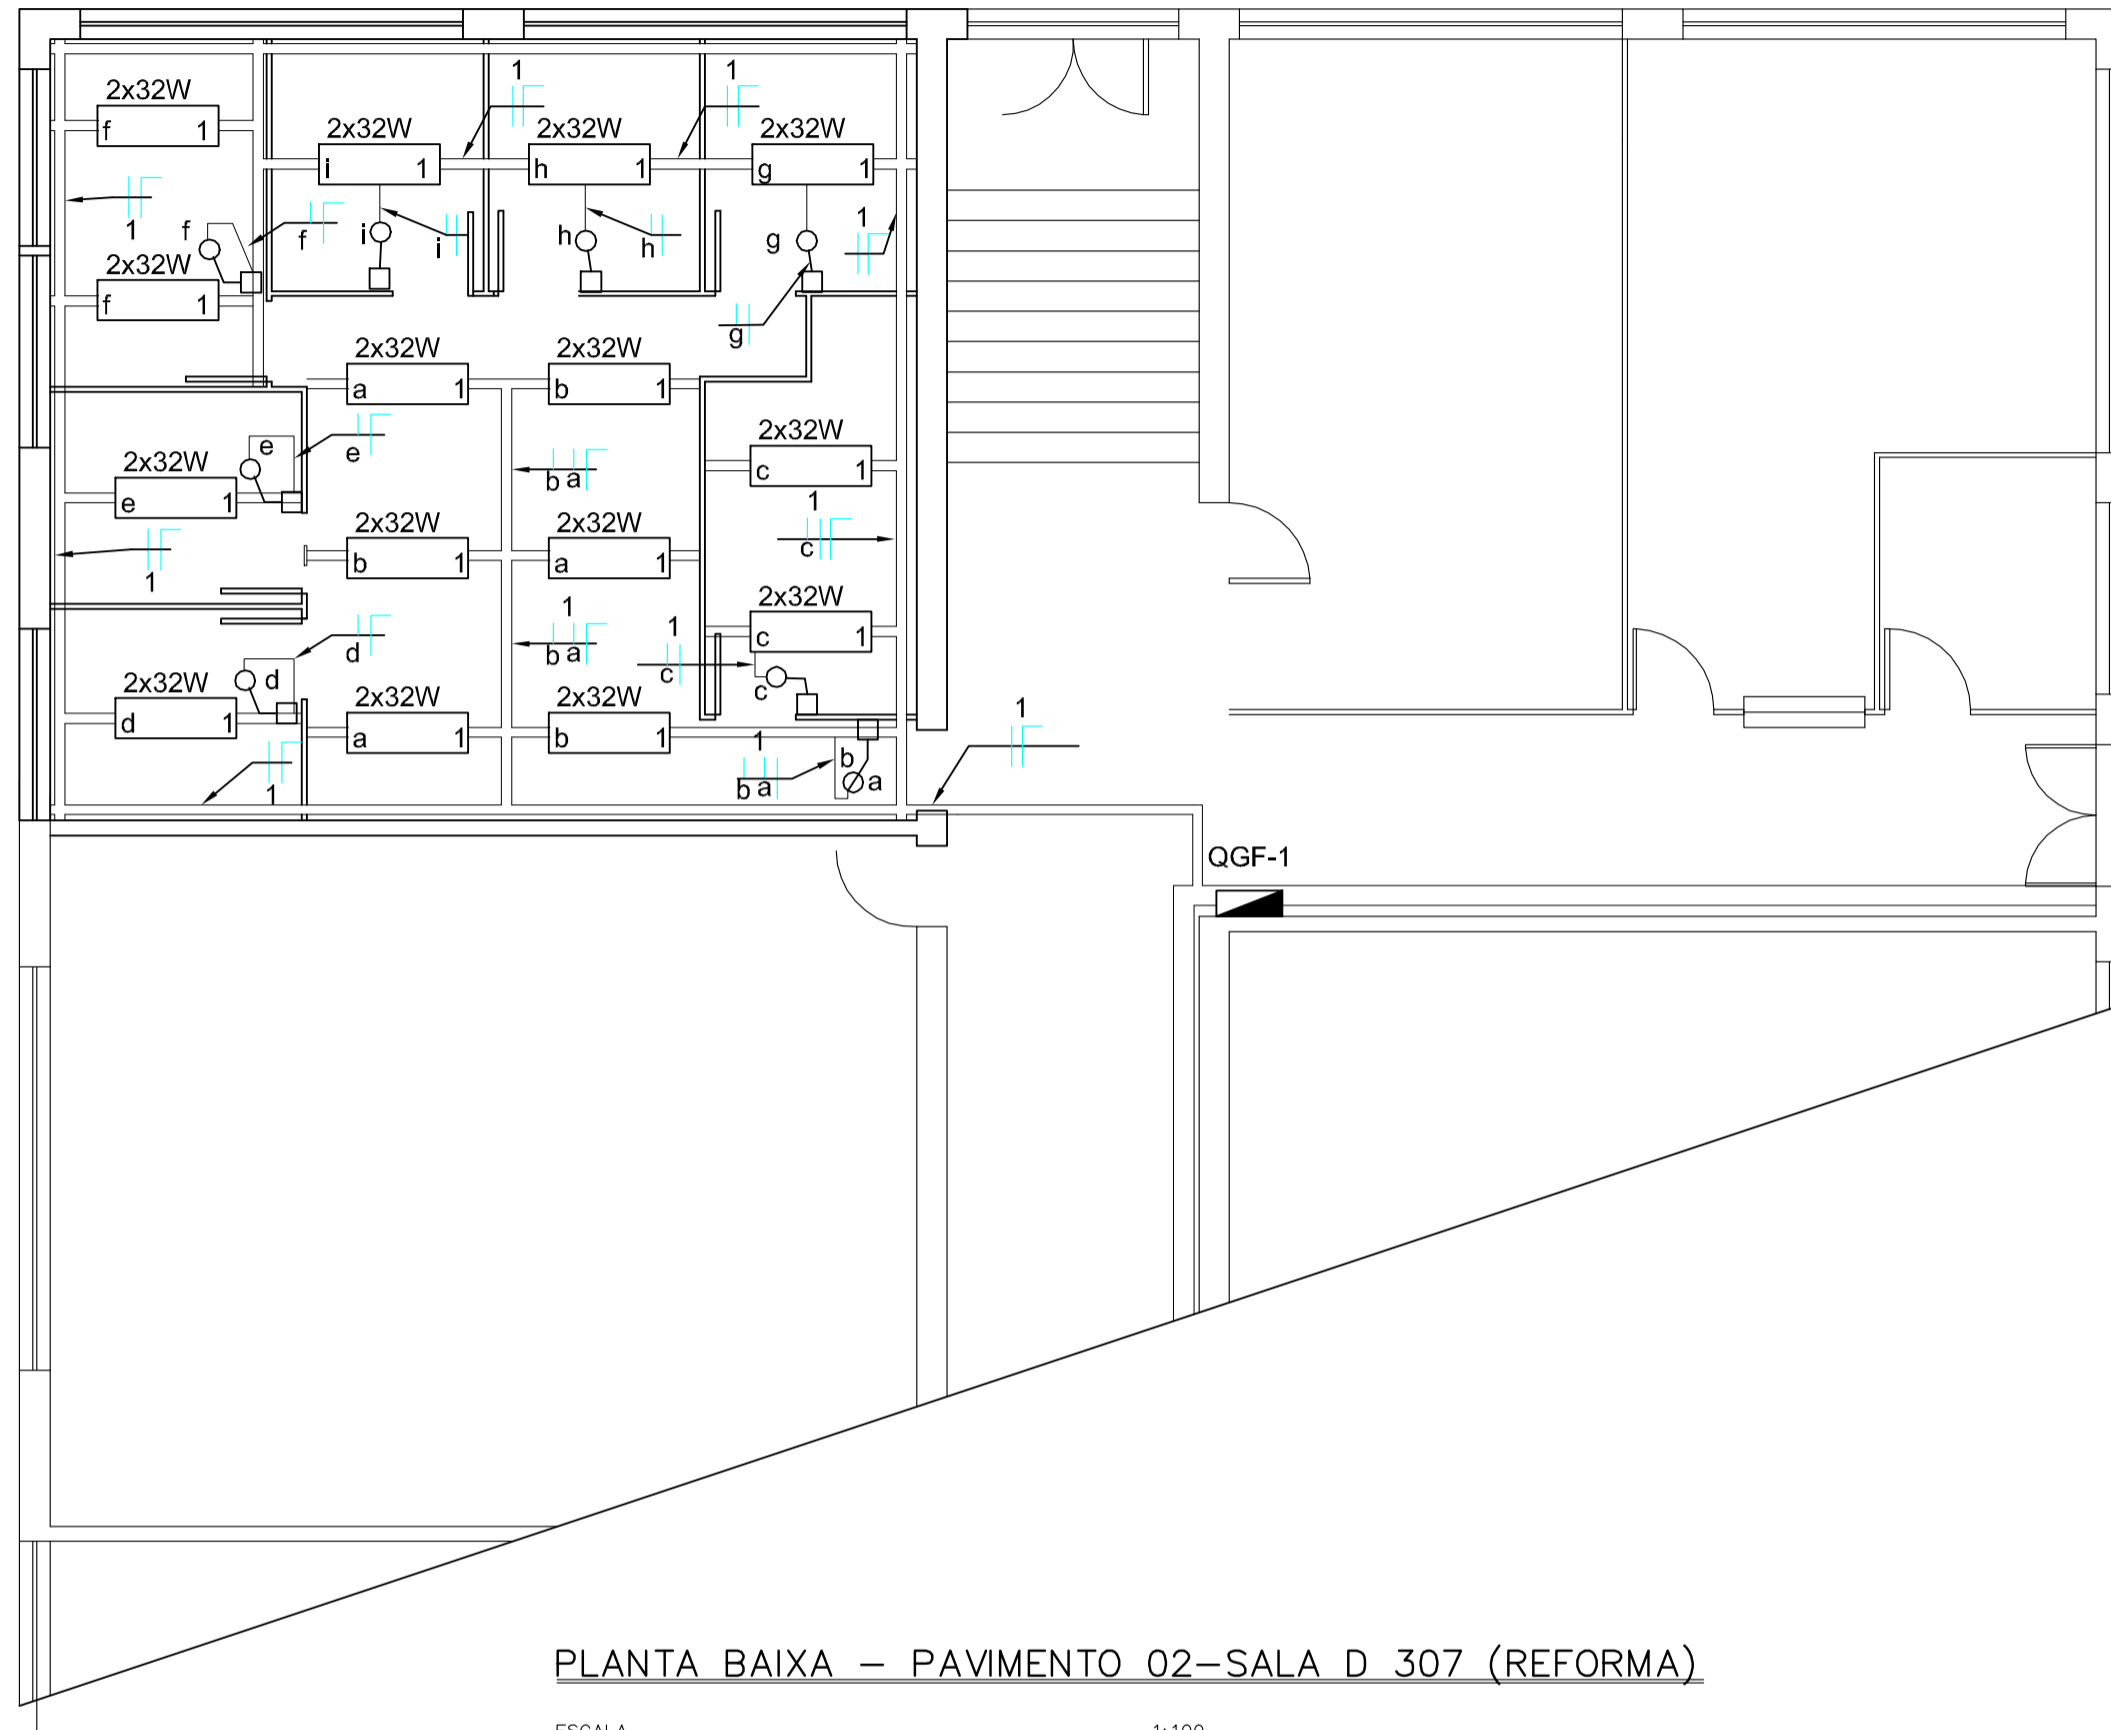 1 1
2x32W
f 1
2x32W 2x32W 2x32W
i 1 h 1 g 1
1
f f i i h h g 1
2x32W
f 1
g
2x32W 2x32W
a 1 b 1
2x32W
c 1
e e
2x32W
e 1
b a
1
c
2x32W 2x32W
b 1 a 1
1
2x32W
c 1
1 1
d b a c
d c
2x32W
d 1
2x32W 2x32W
a 1 b 1
1
1
b
b a a
1
QGF-1
PLANTA BAIXA - PAVIMENTO 02-SALA D 307 (REFORMA)
ESCALA 1:100